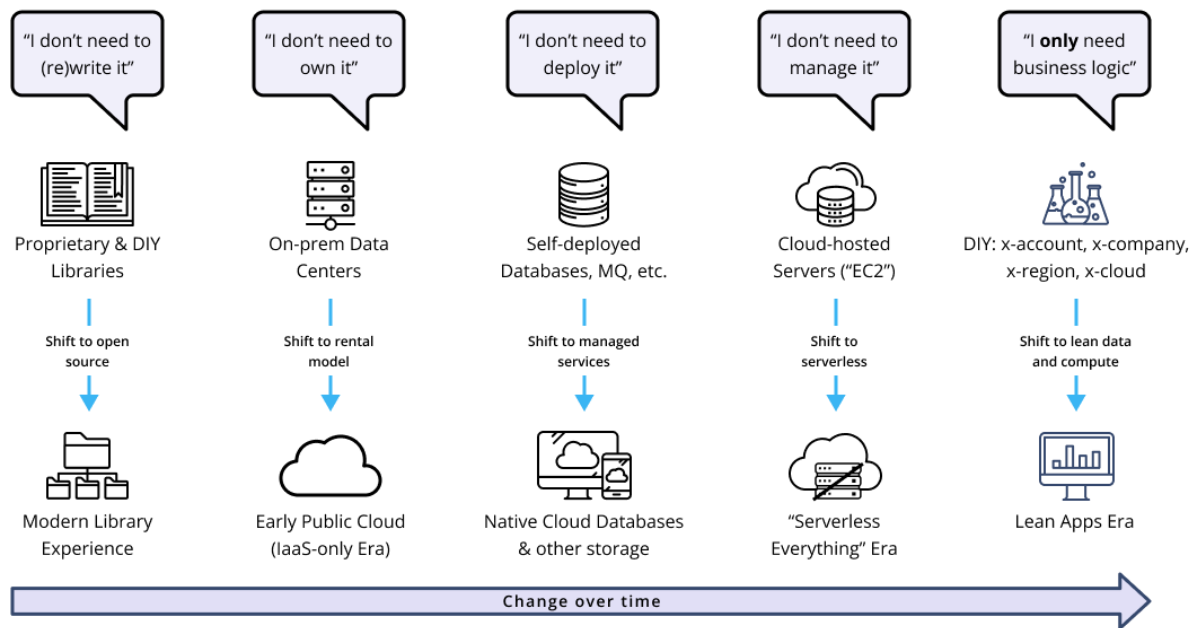 “I don’t need to
(re)write it”
“I don’t need to
own it”
“I don’t need to
deploy it”
“I don’t need to
manage it”
“I only need
business logic”
Proprietary & DIY
Libraries
On-prem Data
Centers
Self-deployed
Databases, MQ, etc.
Cloud-hosted
Servers (“EC2”)
DIY: x-account, x-company,
x-region, x-cloud
Shift to open
source
Shift to rental
model
Shift to managed
services
Shift to
serverless
Shift to lean data
and compute
Modern Library
Experience
Early Public Cloud
(IaaS-only Era)
Native Cloud Databases
& other storage
“Serverless
Everything” Era
Lean Apps Era
Change over time